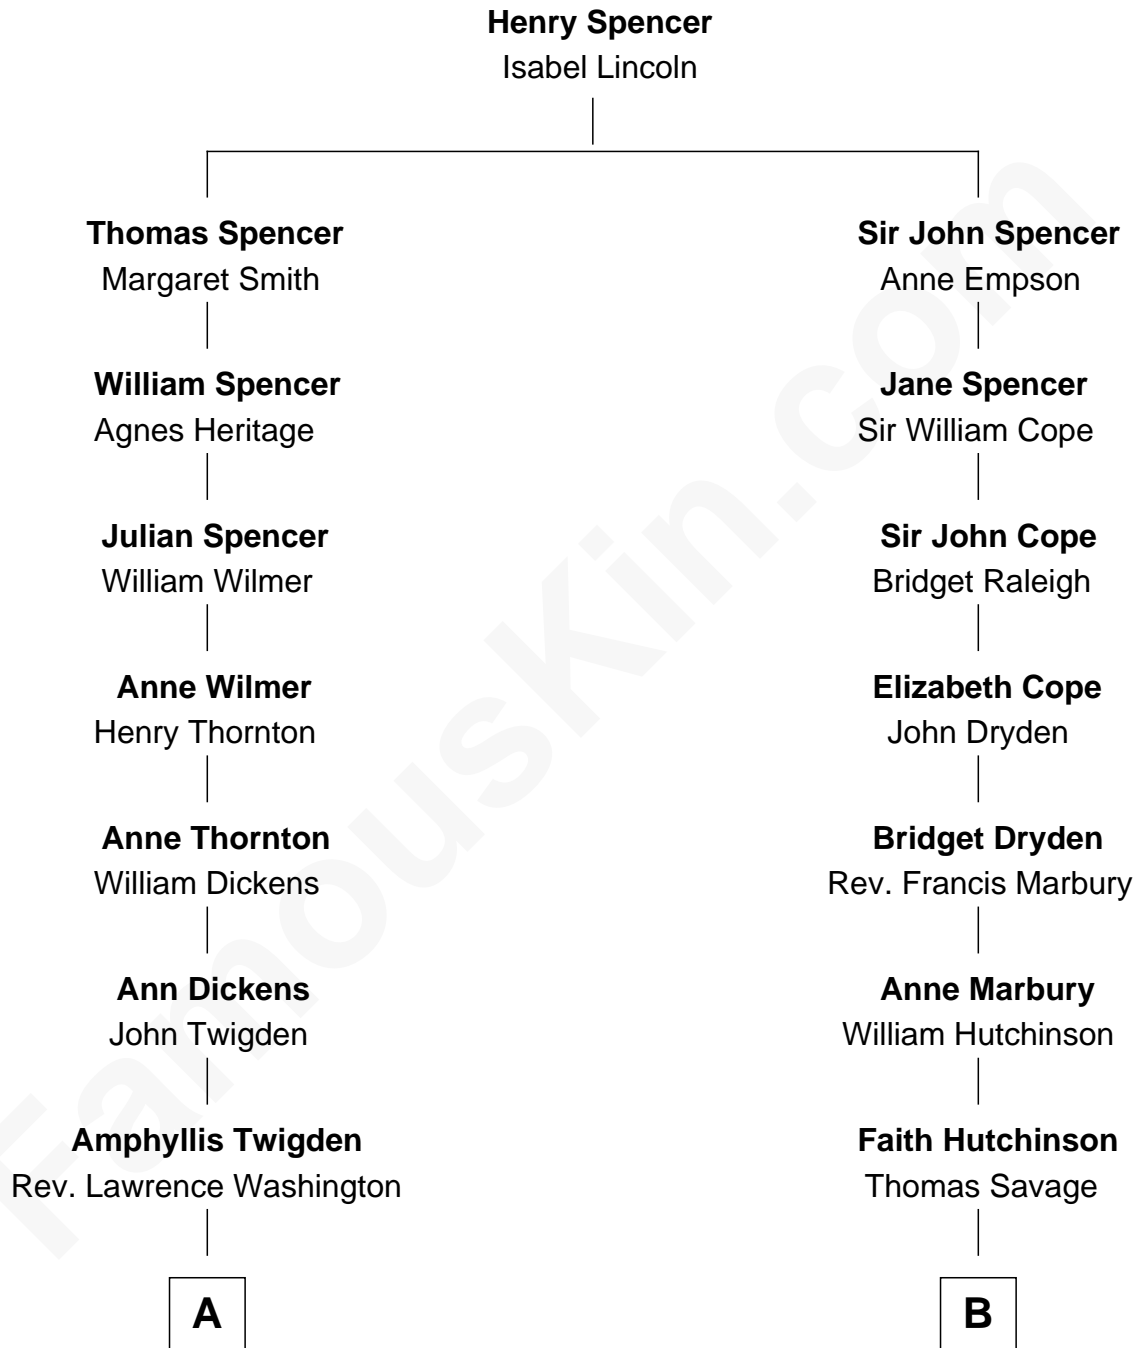 Henry Spencer
Isabel Lincoln
Thomas Spencer
Margaret Smith
William Spencer
Agnes Heritage
Julian Spencer
William Wilmer
Anne Wilmer
Henry Thornton
Anne Thornton
William Dickens
Ann Dickens
John Twigden
Amphyllis Twigden
Rev. Lawrence Washington
A
Sir John Spencer
Anne Empson
Jane Spencer
Sir William Cope
Sir John Cope
Bridget Raleigh
Elizabeth Cope
John Dryden
Bridget Dryden
Rev. Francis Marbury
Anne Marbury
William Hutchinson
Faith Hutchinson
Thomas Savage
B
FamousKin.com